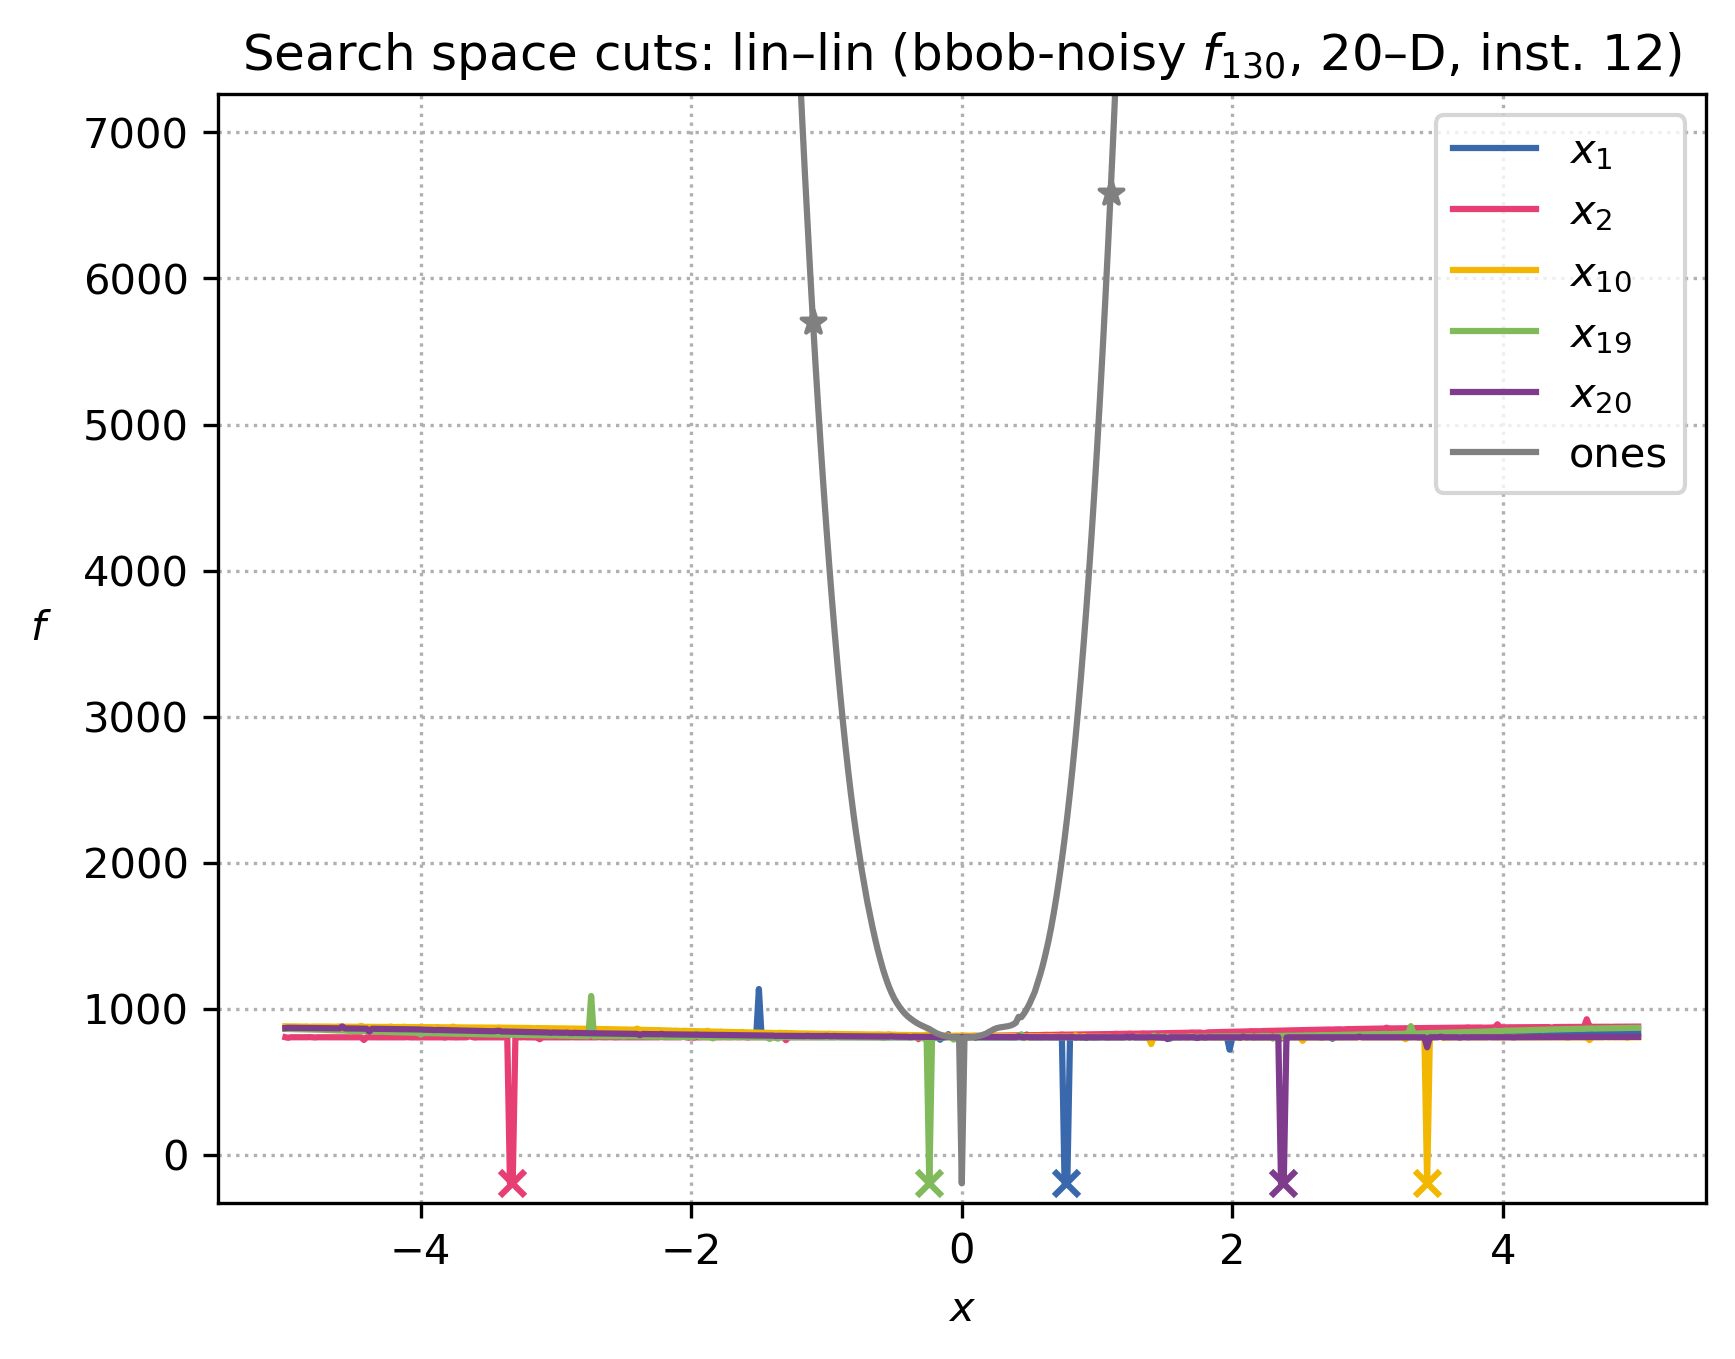 Search space cuts: lin–lin (bbob-noisy f₁₃₀, 20–D, inst. 12)
7000
6000
5000
4000
3000
2000
1000
0
f
x₁
x₂
x₁₀
x₁₉
x₂₀
ones
−4
−2
0
2
4
x